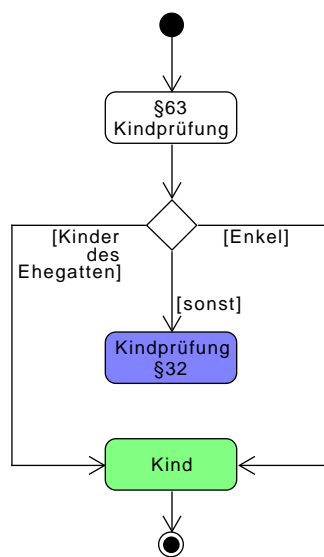 §63
Kindprüfung
[Kinder
des
Ehegatten]
[Enkel]
[sonst]
Kindprüfung
§32
Kind